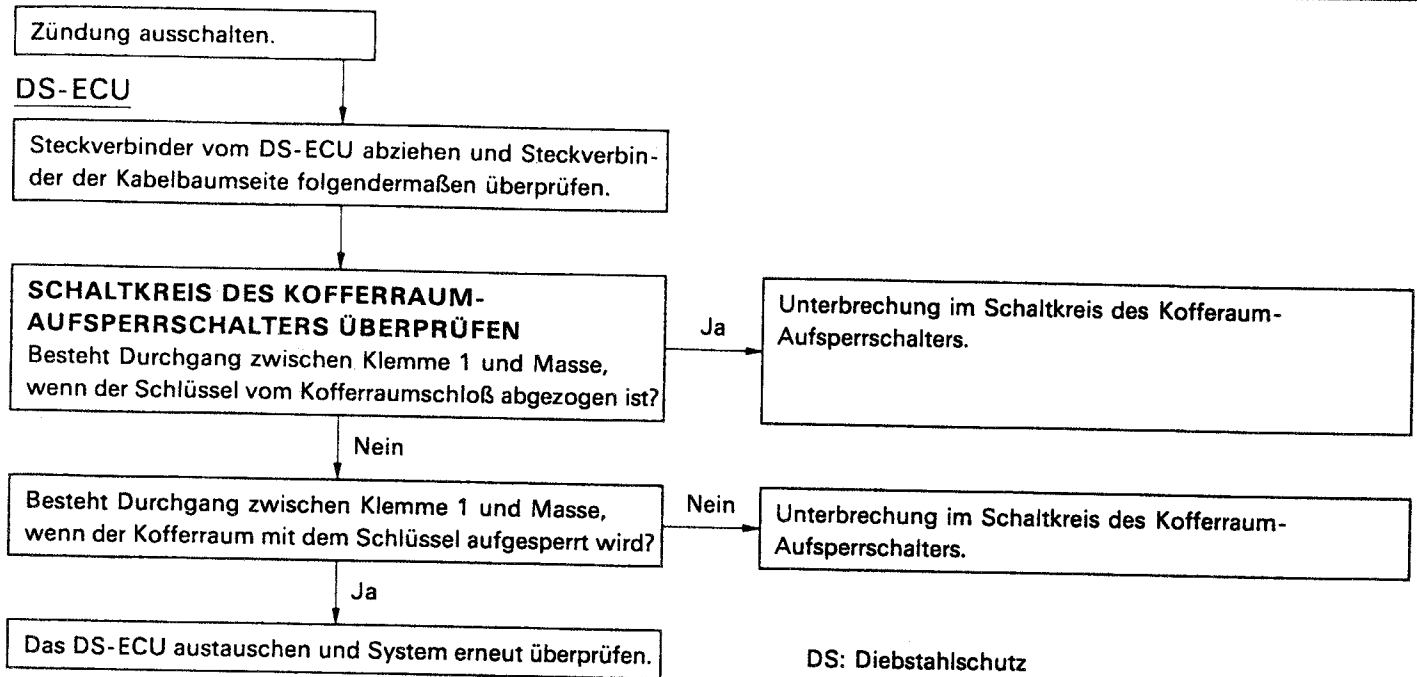 Zündung ausschalten.
DS-ECU
Steckverbinder vom DS-ECU abziehen und Steckverbin-
der der Kabelbaumseite folgendermaßen überprüfen.
SCHALTKREIS DES KOFFERRAUM-
AUFSPERRSCHALTERS ÜBERPRÜFEN
Besteht Durchgang zwischen Klemme 1 und Masse,
wenn der Schlüssel vom Kofferraumschloß abgezogen ist?
Ja
Unterbrechung im Schaltkreis des Kofferaum-
Aufsperrschalters.
Nein
Besteht Durchgang zwischen Klemme 1 und Masse,
wenn der Kofferraum mit dem Schlüssel aufgesperrt wird?
Nein
Unterbrechung im Schaltkreis des Kofferraum-
Aufsperrschalters.
Ja
Das DS-ECU austauschen und System erneut überprüfen.
DS: Diebstahlschutz